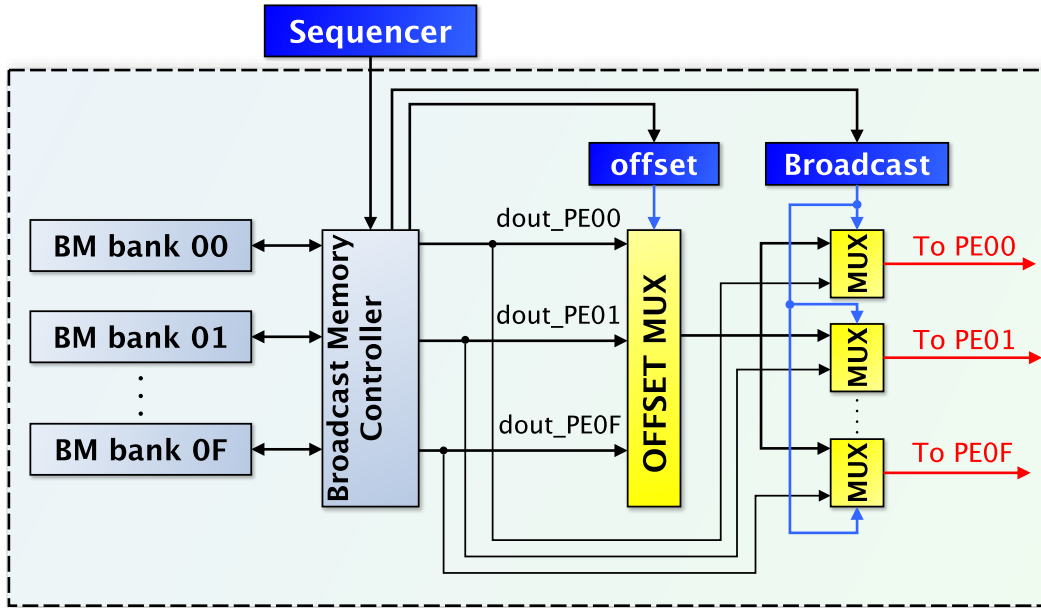 Sequencer
offset
Broadcast
dout_PE00
BM bank 00
To PE00
MUX
dout_PE01
BM bank 01
To PE01
MUX
Broadcast Memory
Controller
OFFSET MUX
dout_PE0F
BM bank 0F
To PE0F
MUX